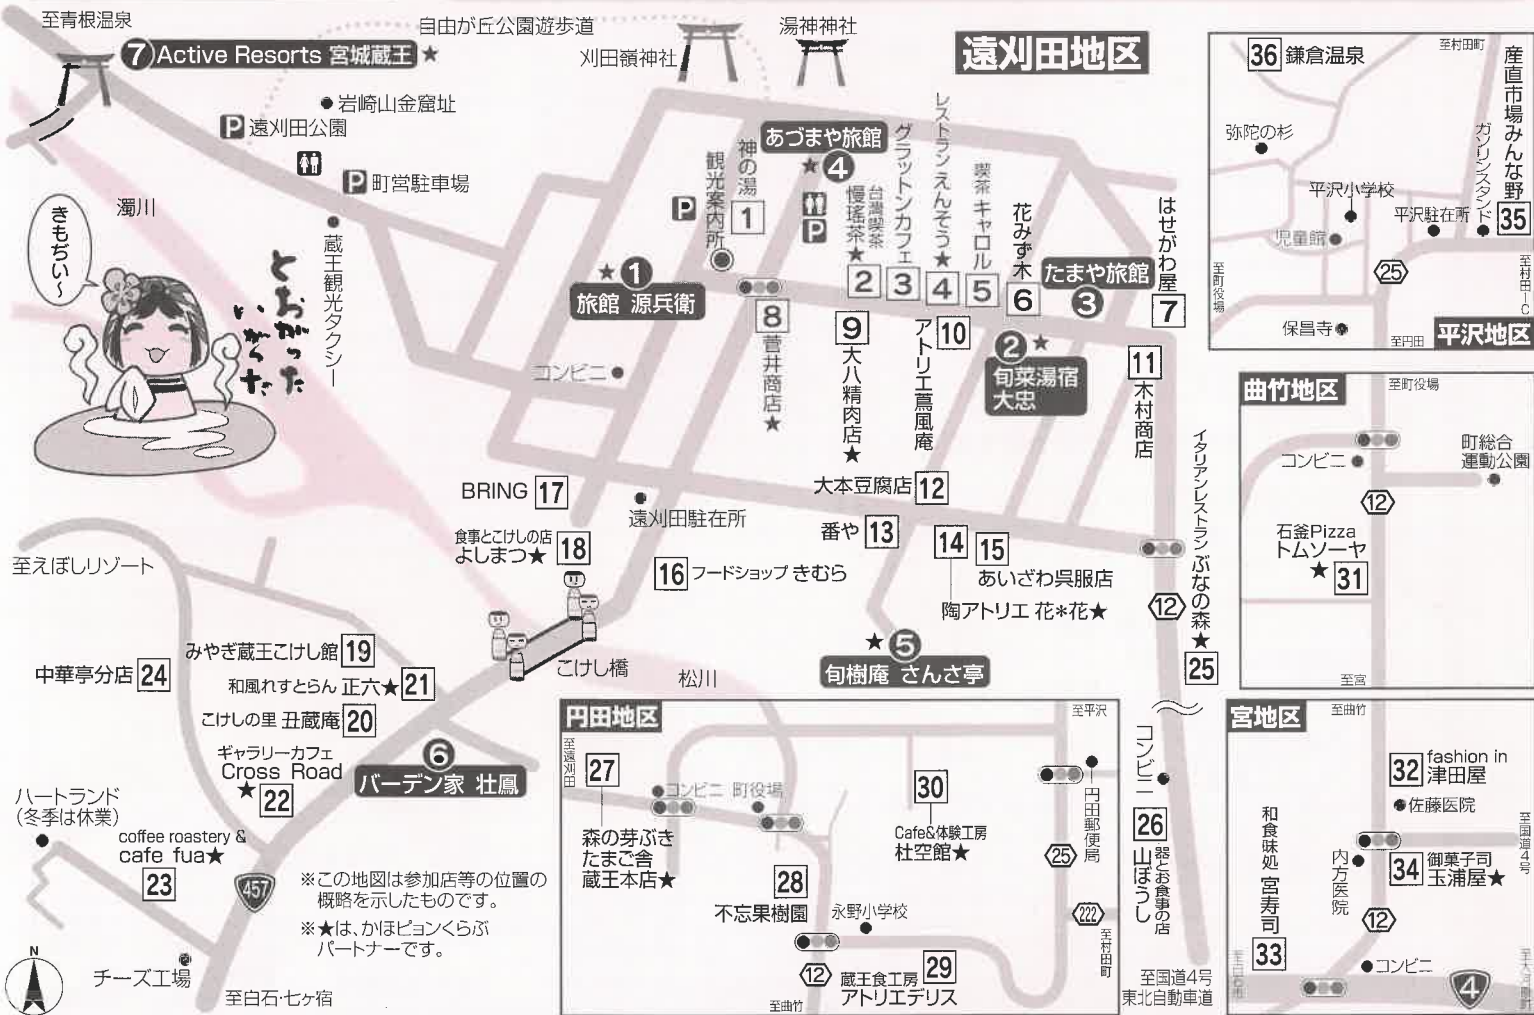 至青根温泉
自由が丘公園遊歩道
湯神神社
刈田嶺神社
遠刈田地区
❼ Active Resorts 宮城蔵王 ★
岩崎山金窟址
P 遠刈田公園
P 町営駐車場
濁川
蔵王観光タクシー
きもぢい～
とおがった
いがらだ
P
観光案内所
神の湯
1
あづまや旅館
★ ❹
P
台湾喫茶
慢瑤茶★
2
グラットンカフェ
3
レストラン えんそう★
4
喫茶 キャロル
5
花みず木
6
たまや旅館
❸
はせがわ屋
7
★ ❶
旅館 源兵衛
8
菅井商店★
9
大八精肉店★
10
アトリエ蔦風庵
❷ ★
旬菜湯宿
大忠
11
木村商店
コンビニ
BRING 17
遠刈田駐在所
大本豆腐店 12
番や 13
14
陶アトリエ 花＊花★
15
あいざわ呉服店
食事とこけしの店
よしまつ★ 18
16 フードショップ きむら
12
イタリアンレストラン ぶなの森★
25
至えぼしリゾート
こけし橋
松川
★ ❺
旬樹庵 さんさ亭
中華亭分店 24
みやぎ蔵王こけし館 19
和風れすとらん 正六★ 21
こけしの里 丑蔵庵 20
ギャラリーカフェ
Cross Road
★ 22
❻
バーデン家 壮鳳
ハートランド
（冬季は休業）
coffee roastery &
cafe fua★
23
457
チーズ工場
至白石・七ヶ宿
N
※この地図は参加店等の位置の
概略を示したものです。
※★は、かほピョンくらぶ
パートナーです。
コンビニ
26
器とお食事の店
山ぼうし
至国道4号
東北自動車道
円田地区
至遠刈田
至平沢
27
森の芽ぶき
たまご舎
蔵王本店★
コンビニ
町役場
28
不忘果樹園
30
Cafe&体験工房
杜空館★
円田郵便局
25
222
至村田町
永野小学校
12
蔵王食工房 29
アトリエデリス
至曲竹
36 鎌倉温泉
至村田町
産直市場みんな野
35
ガソリンスタンド
弥陀の杉
平沢小学校
平沢駐在所
児童館
25
至町役場
至村田IC
保昌寺
至円田
平沢地区
曲竹地区
至町役場
コンビニ
町総合
運動公園
12
石釜Pizza
トムソーヤ
★ 31
至宮
宮地区
至曲竹
32 fashion in
津田屋
佐藤医院
至国道4号
和食味処 宮寿司
33
内方医院
34 御菓子司
玉浦屋★
12
コンビニ
4
至白石市
至大河原町